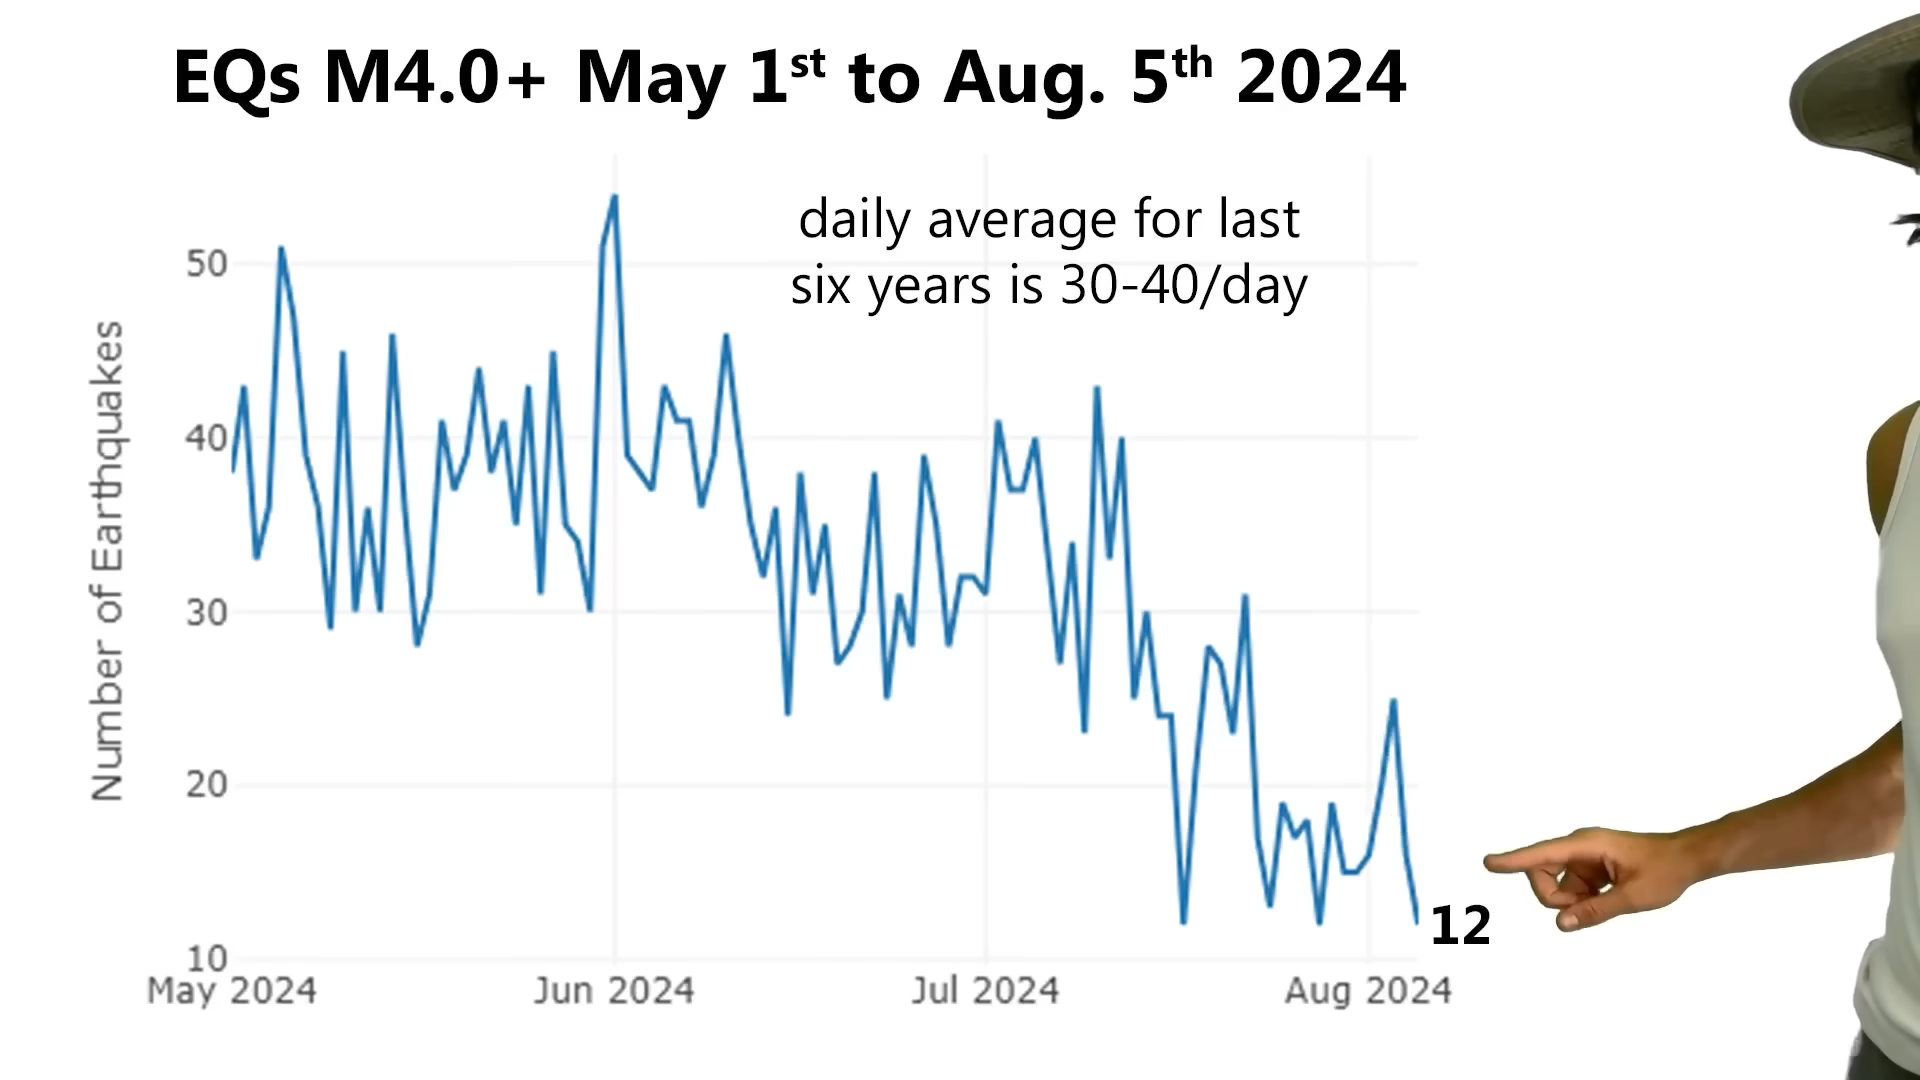 EQs M4.0+ May 1st to Aug. 5th 2024
daily average for last
six years is 30-40/day
Number of Earthquakes
50
40
30
20
10
12
May 2024
Jun 2024
Jul 2024
Aug 2024